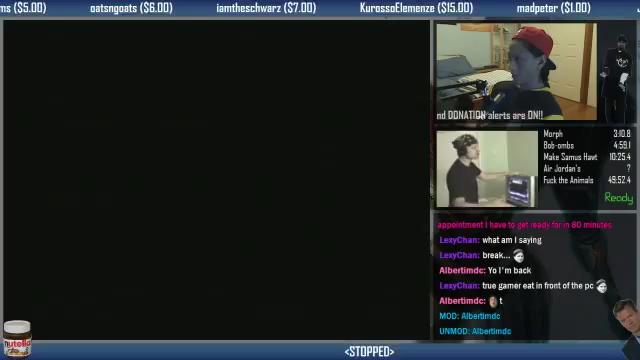 ms ($5.00) oatsngoats ($6.00) iamtheschwarz ($7.00) KurossoElemenze ($15.00) madpeter ($1.00)
nd DONATION alerts are ON!!
Morph 3:10.8
Bob-ombs 4:59.1
Make Samus Hawt 10:25.4
Air Jordan's ?
Fuck the Animals 49:52.4
Ready
appointment I have to get ready for in 80 minutes
LexyChan: what am I saying
LexyChan: break...
Albertimdc: Yo I'm back
LexyChan: true gamer eat in front of the pc
Albertimdc: t
MOD: Albertimdc
UNMOD: Albertimdc
nutella
<STOPPED>